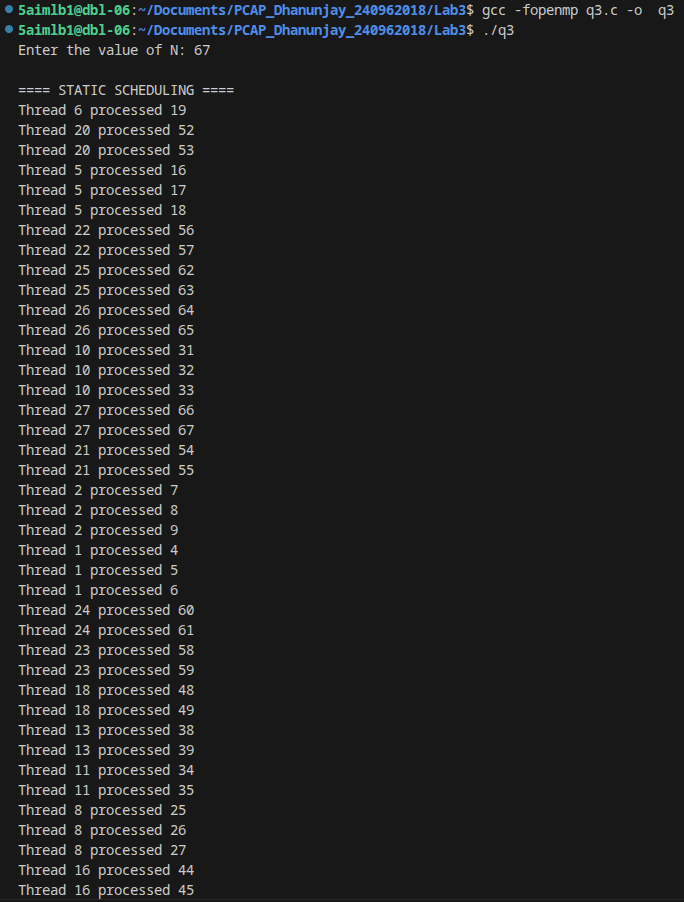 5aimlb1@dbl-06:~/Documents/PCAP_Dhanunjay_240962018/Lab3$ gcc -fopenmp q3.c -o  q3
5aimlb1@dbl-06:~/Documents/PCAP_Dhanunjay_240962018/Lab3$ ./q3
Enter the value of N: 67

==== STATIC SCHEDULING ====
Thread 6 processed 19
Thread 20 processed 52
Thread 20 processed 53
Thread 5 processed 16
Thread 5 processed 17
Thread 5 processed 18
Thread 22 processed 56
Thread 22 processed 57
Thread 25 processed 62
Thread 25 processed 63
Thread 26 processed 64
Thread 26 processed 65
Thread 10 processed 31
Thread 10 processed 32
Thread 10 processed 33
Thread 27 processed 66
Thread 27 processed 67
Thread 21 processed 54
Thread 21 processed 55
Thread 2 processed 7
Thread 2 processed 8
Thread 2 processed 9
Thread 1 processed 4
Thread 1 processed 5
Thread 1 processed 6
Thread 24 processed 60
Thread 24 processed 61
Thread 23 processed 58
Thread 23 processed 59
Thread 18 processed 48
Thread 18 processed 49
Thread 13 processed 38
Thread 13 processed 39
Thread 11 processed 34
Thread 11 processed 35
Thread 8 processed 25
Thread 8 processed 26
Thread 8 processed 27
Thread 16 processed 44
Thread 16 processed 45